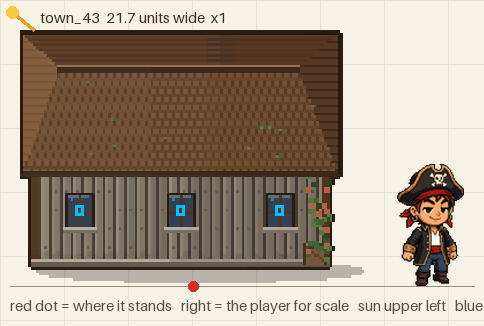 town_43 21.7 units wide x1
red dot = where it stands right = the player for scale sun upper left blue